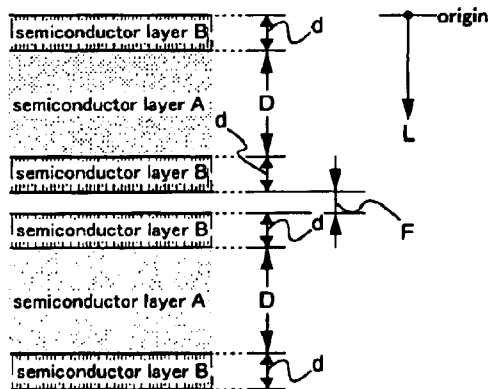 semiconductor layer B
d
origin
semiconductor layer A
D
L
d
semiconductor layer B
semiconductor layer B
d
F
semiconductor layer A
D
semiconductor layer B
d